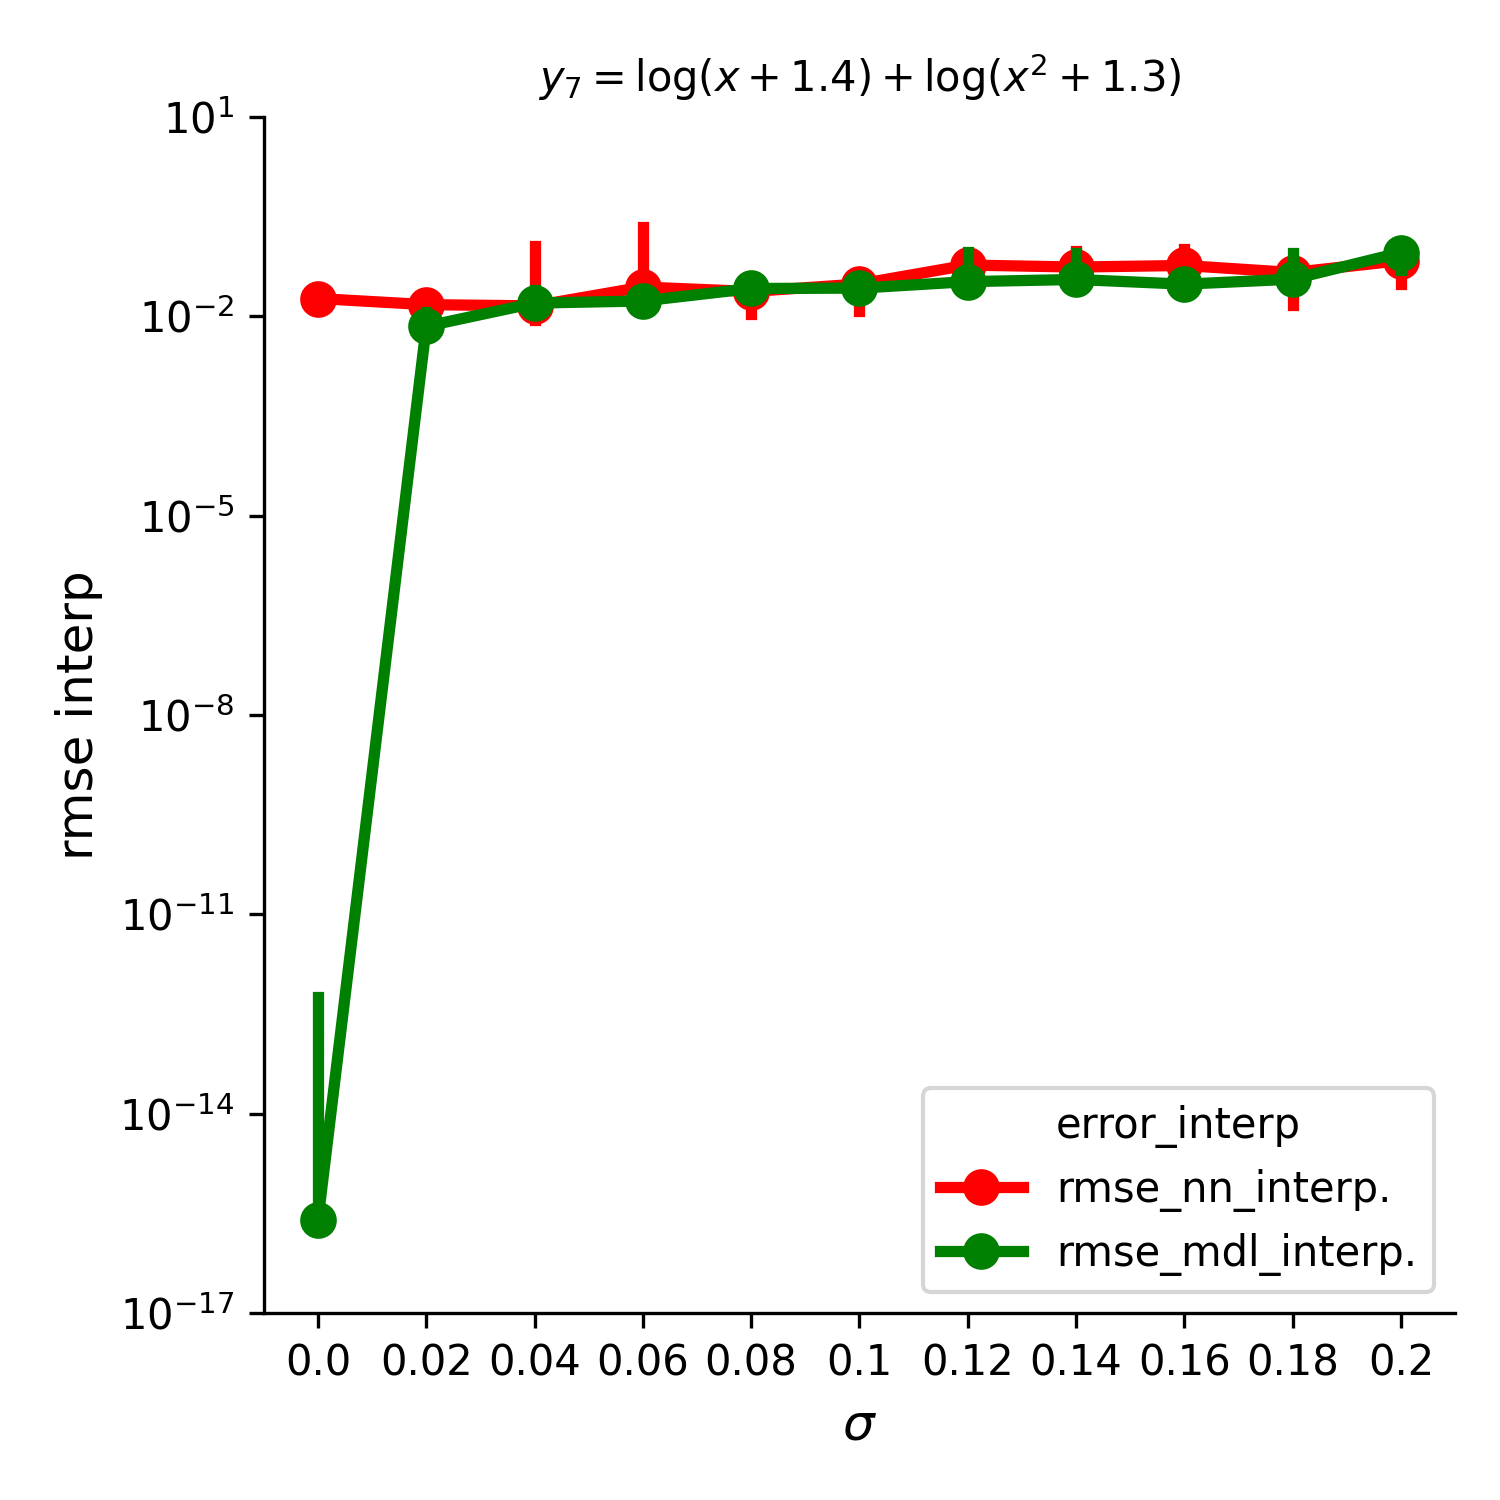 y₇ = log(x + 1.4) + log(x² + 1.3)
10¹
10⁻²
10⁻⁵
10⁻⁸
10⁻¹¹
10⁻¹⁴
10⁻¹⁷
rmse interp
error_interp
rmse_nn_interp.
rmse_mdl_interp.
0.0 0.02 0.04 0.06 0.08 0.1 0.12 0.14 0.16 0.18 0.2
σ